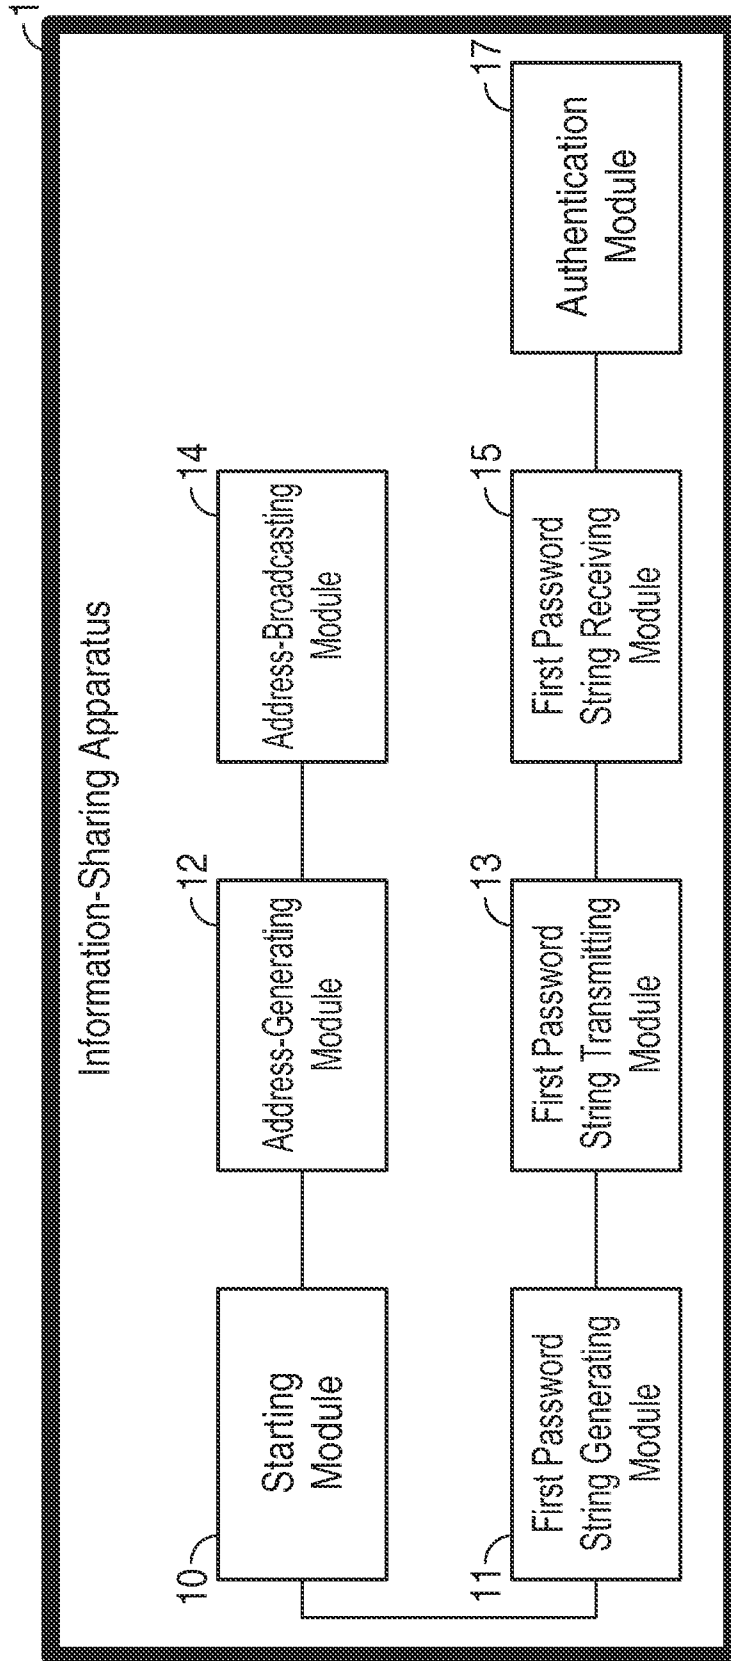 1
Information-Sharing Apparatus
10
Starting
Module
12
Address-Generating
Module
14
Address-Broadcasting
Module
11
First Password
String Generating
Module
13
First Password
String Transmitting
Module
15
First Password
String Receiving
Module
17
Authentication
Module